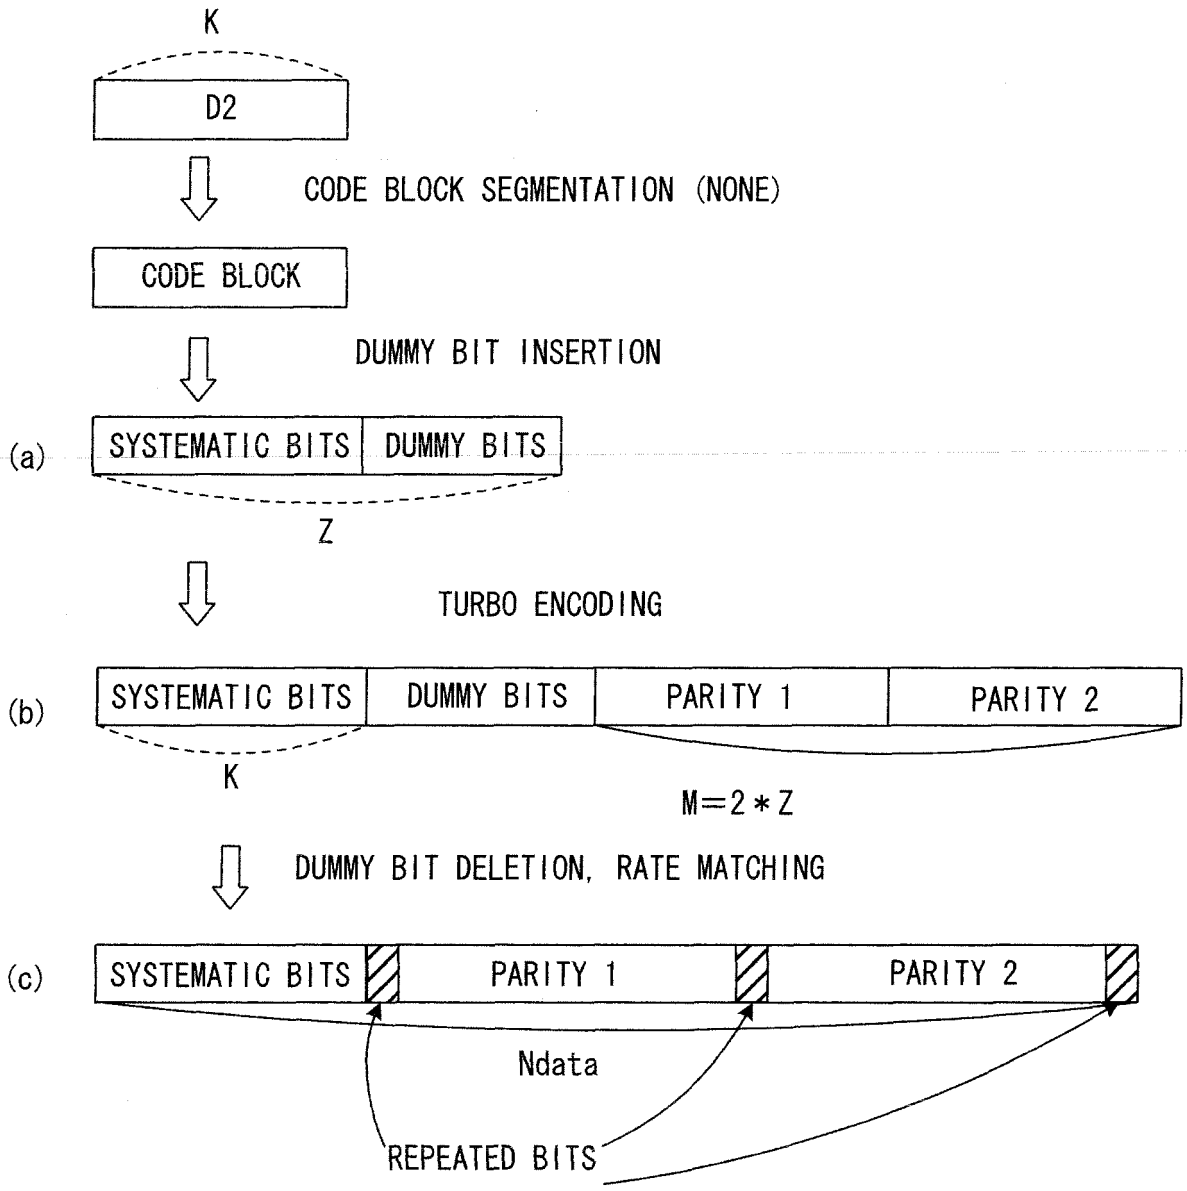 K
D2
CODE BLOCK SEGMENTATION (NONE)
CODE BLOCK
DUMMY BIT INSERTION
(a) SYSTEMATIC BITS DUMMY BITS
Z
TURBO ENCODING
(b) SYSTEMATIC BITS DUMMY BITS PARITY 1 PARITY 2
K
M=2*Z
DUMMY BIT DELETION, RATE MATCHING
(c) SYSTEMATIC BITS PARITY 1 PARITY 2
Ndata
REPEATED BITS